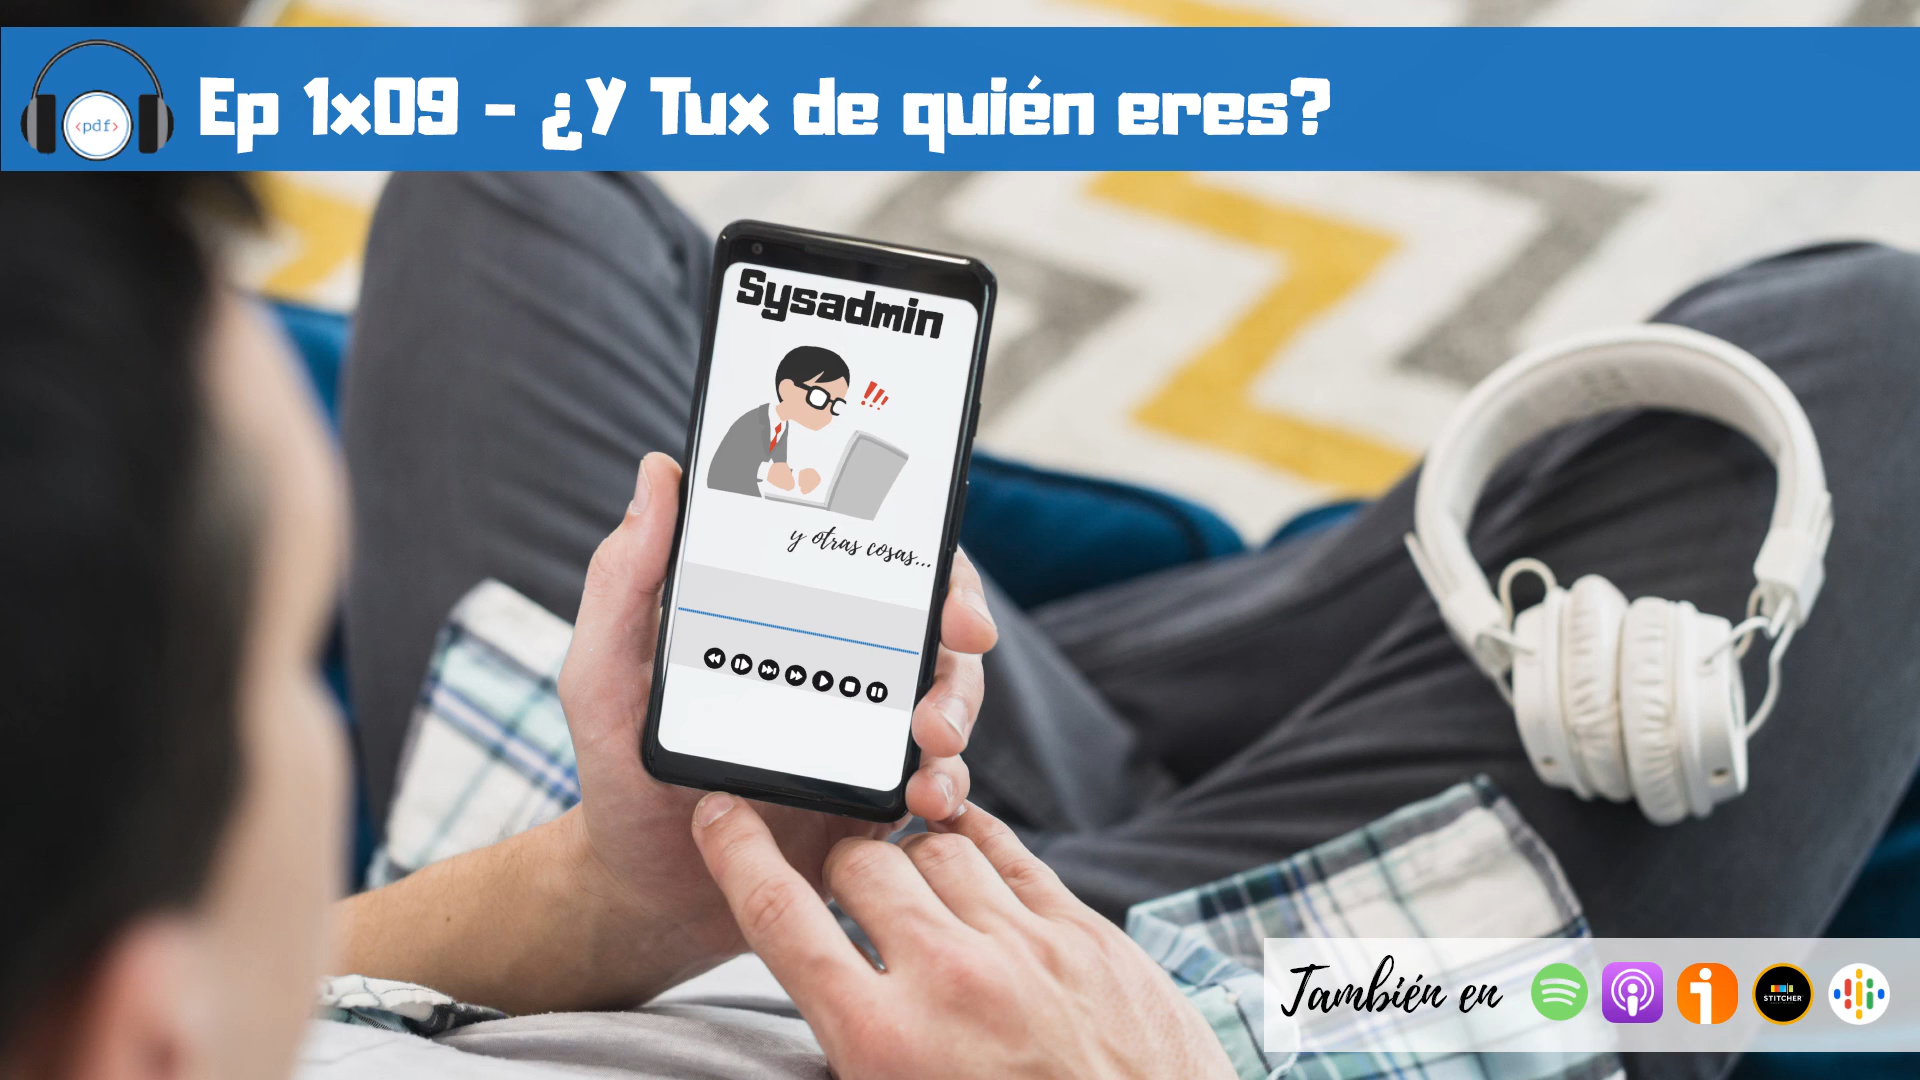 <pdf>
Ep 1x09 - ¿Y Tux de quién eres?
Sysadmin
!!!
y otras cosas...
También en
STITCHER